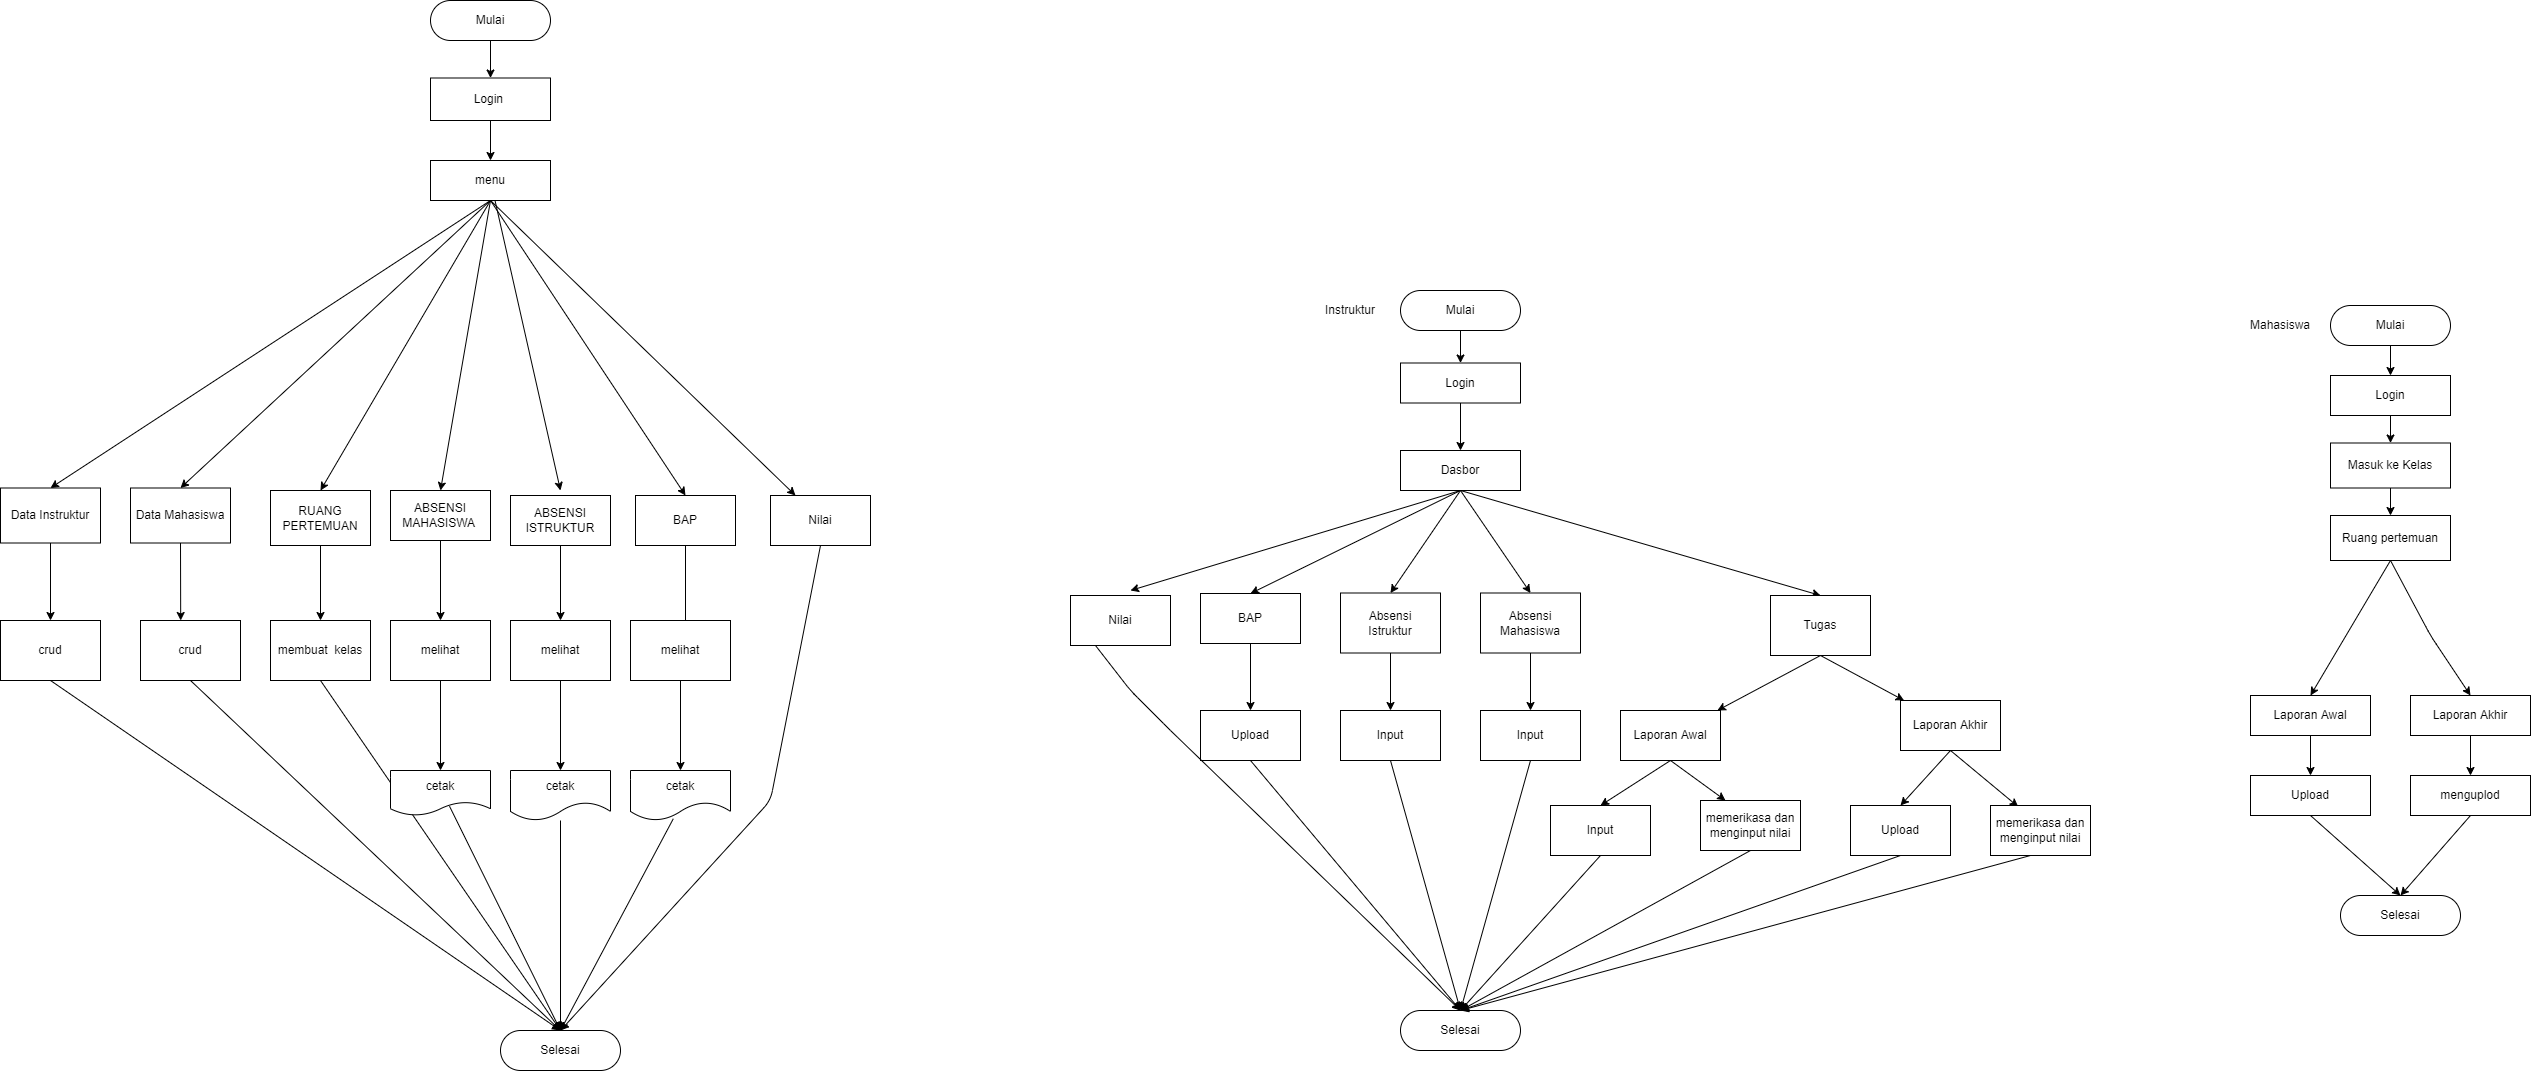 Mulai
Login
menu
Data Instruktur
Data Mahasiswa
RUANG
PERTEMUAN
ABSENSI
MAHASISWA
ABSENSI
ISTRUKTUR
BAP
Nilai
crud
crud
membuat  kelas
melihat
melihat
melihat
cetak
cetak
cetak
Selesai
Instruktur
Mulai
Login
Dasbor
Nilai
BAP
Absensi
Istruktur
Absensi
Mahasiswa
Tugas
Upload
Input
Input
Laporan Awal
Laporan Akhir
Input
memerikasa dan
menginput nilai
Upload
memerikasa dan
menginput nilai
Selesai
Mahasiswa
Mulai
Login
Masuk ke Kelas
Ruang pertemuan
Laporan Awal
Laporan Akhir
Upload
menguplod
Selesai